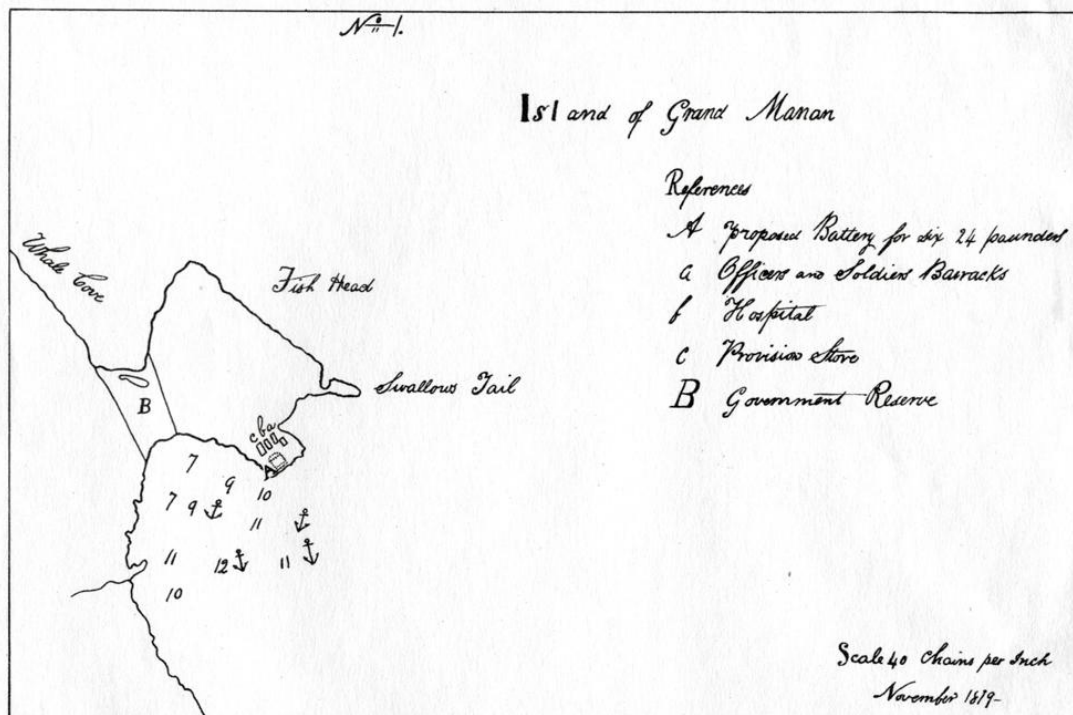 No 1.
Island of Grand Manan
References
A proposed Battery for six 24 pounders
a Officers and Soldiers Barracks
b Hospital
c Provision Store
B Government Reserve
Whale Cove
Fish Head
Swallows Tail
B
c b a
A
7
9
10
7 9
11
11 12 11
10
Scale 40 Chains per Inch
November 1819-